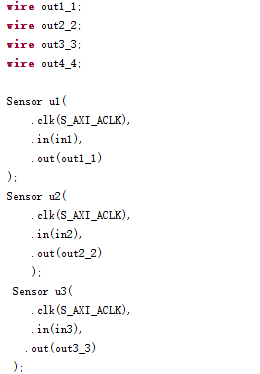 wire out1_1;
wire out2_2;
wire out3_3;
wire out4_4;
Sensor u1(
.clk(S_AXI_ACLK),
.in(in1),
.out(out1_1)
);
Sensor u2(
.clk(S_AXI_ACLK),
.in(in2),
.out(out2_2)
);
Sensor u3(
.clk(S_AXI_ACLK),
.in(in3),
.out(out3_3)
);